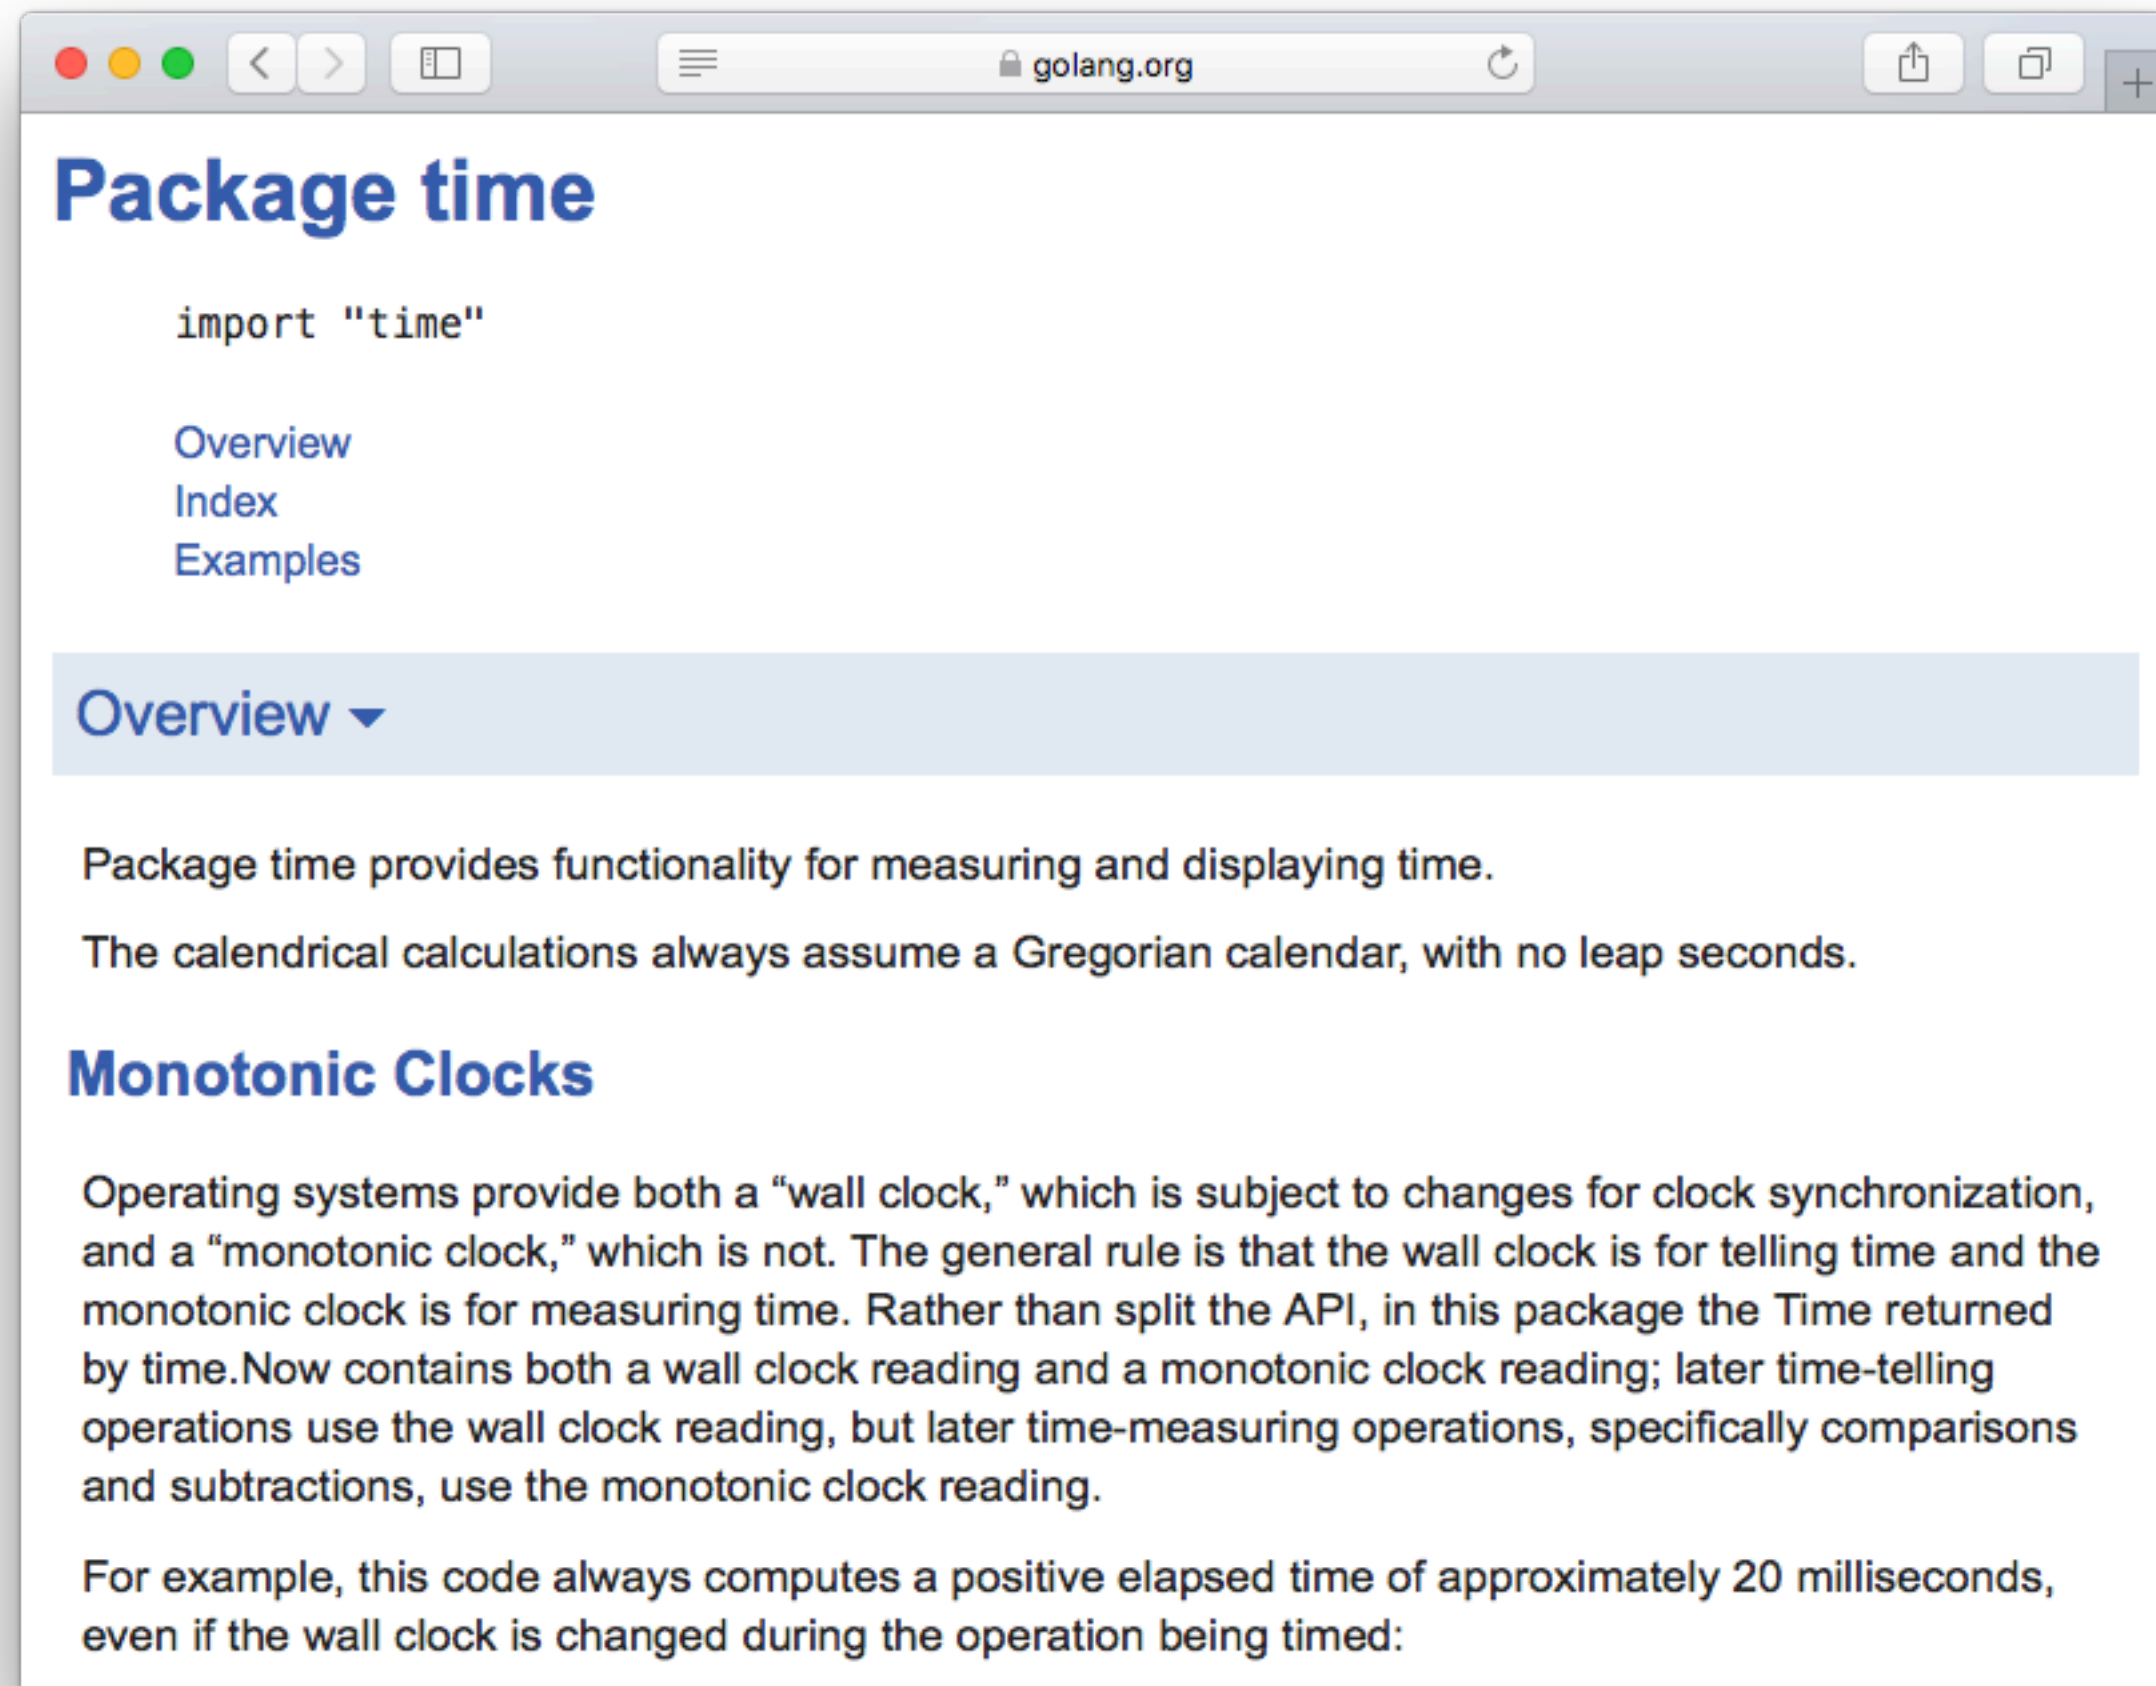 golang.org
Package time
import "time"
Overview
Index
Examples
Overview
Package time provides functionality for measuring and displaying time.
The calendrical calculations always assume a Gregorian calendar, with no leap seconds.
Monotonic Clocks
Operating systems provide both a “wall clock,” which is subject to changes for clock synchronization,
and a “monotonic clock,” which is not. The general rule is that the wall clock is for telling time and the
monotonic clock is for measuring time. Rather than split the API, in this package the Time returned
by time.Now contains both a wall clock reading and a monotonic clock reading; later time-telling
operations use the wall clock reading, but later time-measuring operations, specifically comparisons
and subtractions, use the monotonic clock reading.
For example, this code always computes a positive elapsed time of approximately 20 milliseconds,
even if the wall clock is changed during the operation being timed: